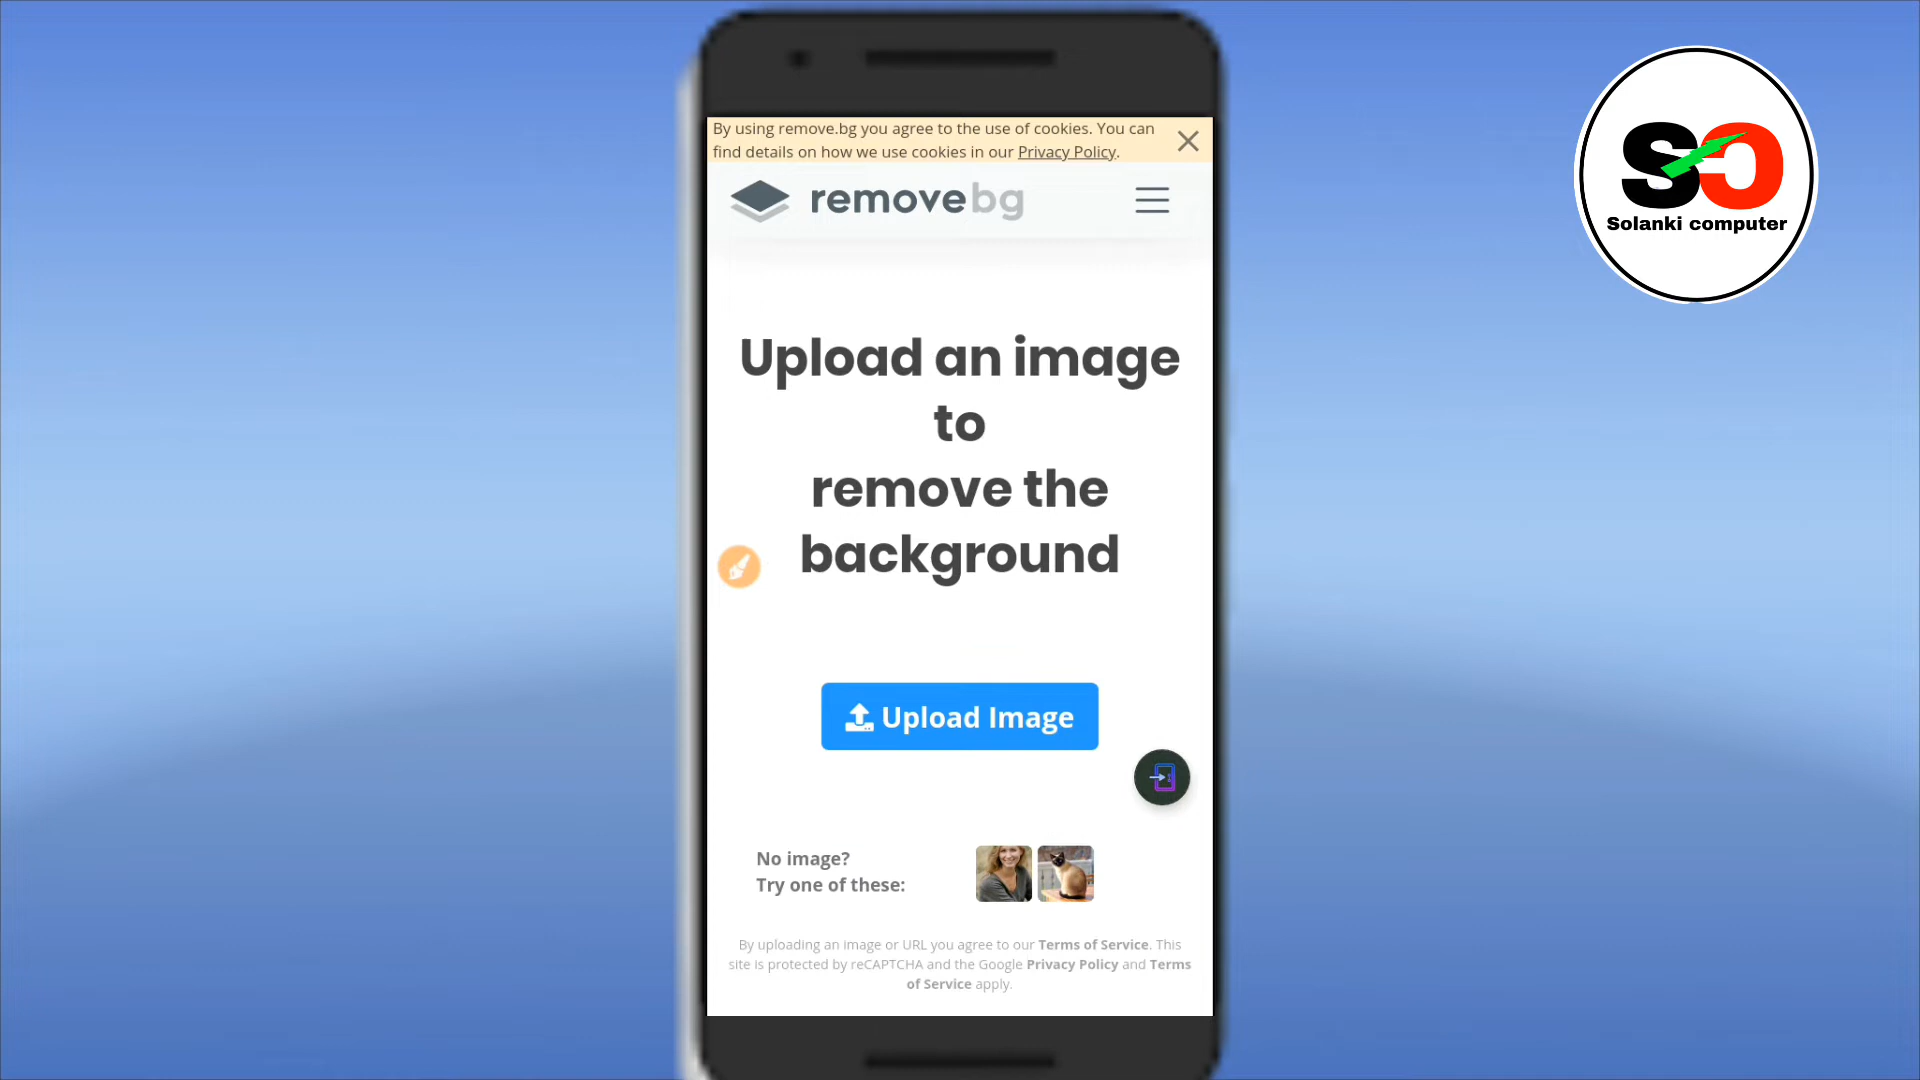 By using remove.bg you agree to the use of cookies. You can
find details on how we use cookies in our Privacy Policy.
removebg
SC
Solanki computer
Upload an image
to
remove the
background
Upload Image
No image?
Try one of these:
By uploading an image or URL you agree to our Terms of Service. This
site is protected by reCAPTCHA and the Google Privacy Policy and Terms
of Service apply.